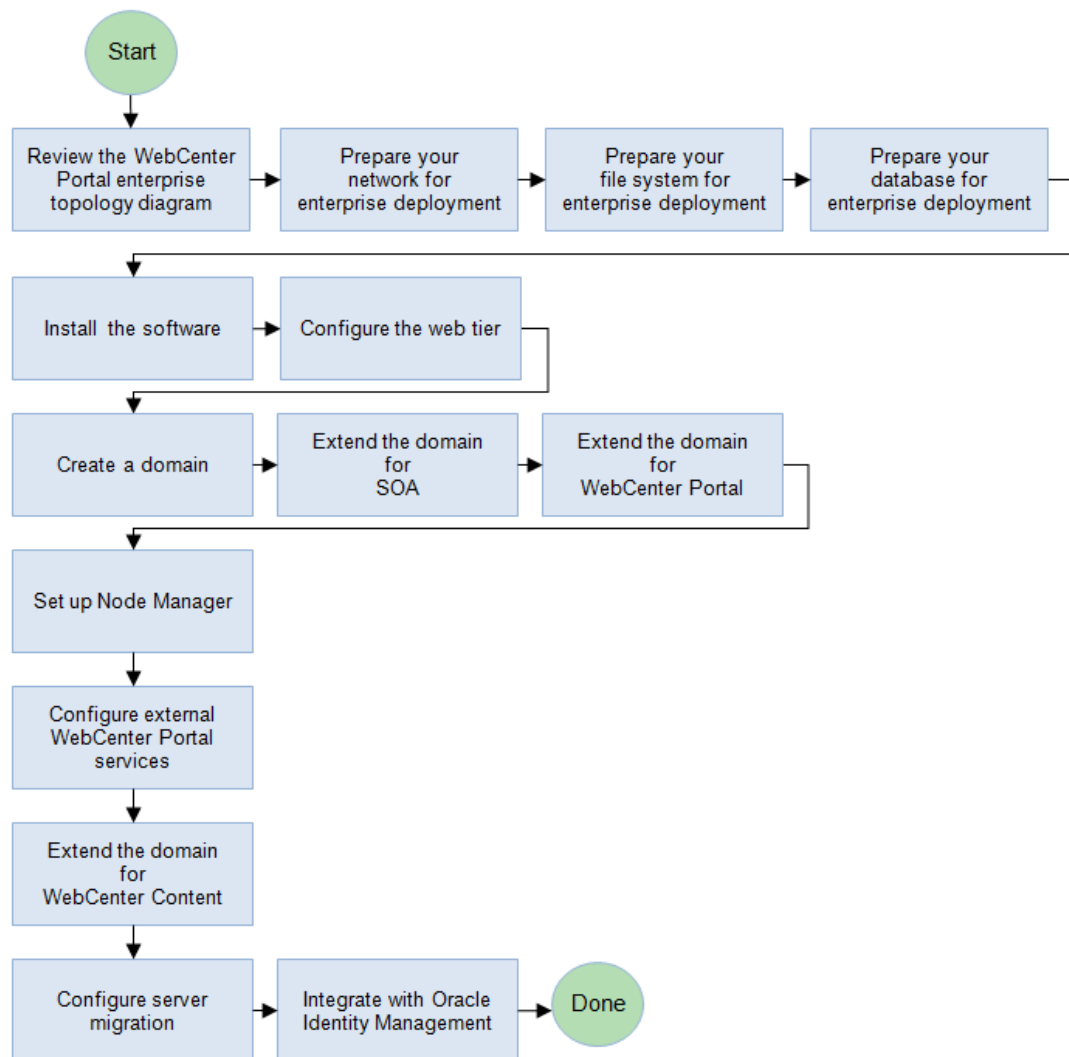 Start
Review the WebCenter
Portal enterprise
topology diagram
Prepare your
network for
enterprise deployment
Prepare your
file system for
enterprise deployment
Prepare your
database for
enterprise deployment
Install the software
Configure the web tier
Create a domain
Extend the domain
for
SOA
Extend the domain
for
WebCenter Portal
Set up Node Manager
Configure external
WebCenter Portal
services
Extend the domain
for
WebCenter Content
Configure server
migration
Integrate with Oracle
Identity Management
Done